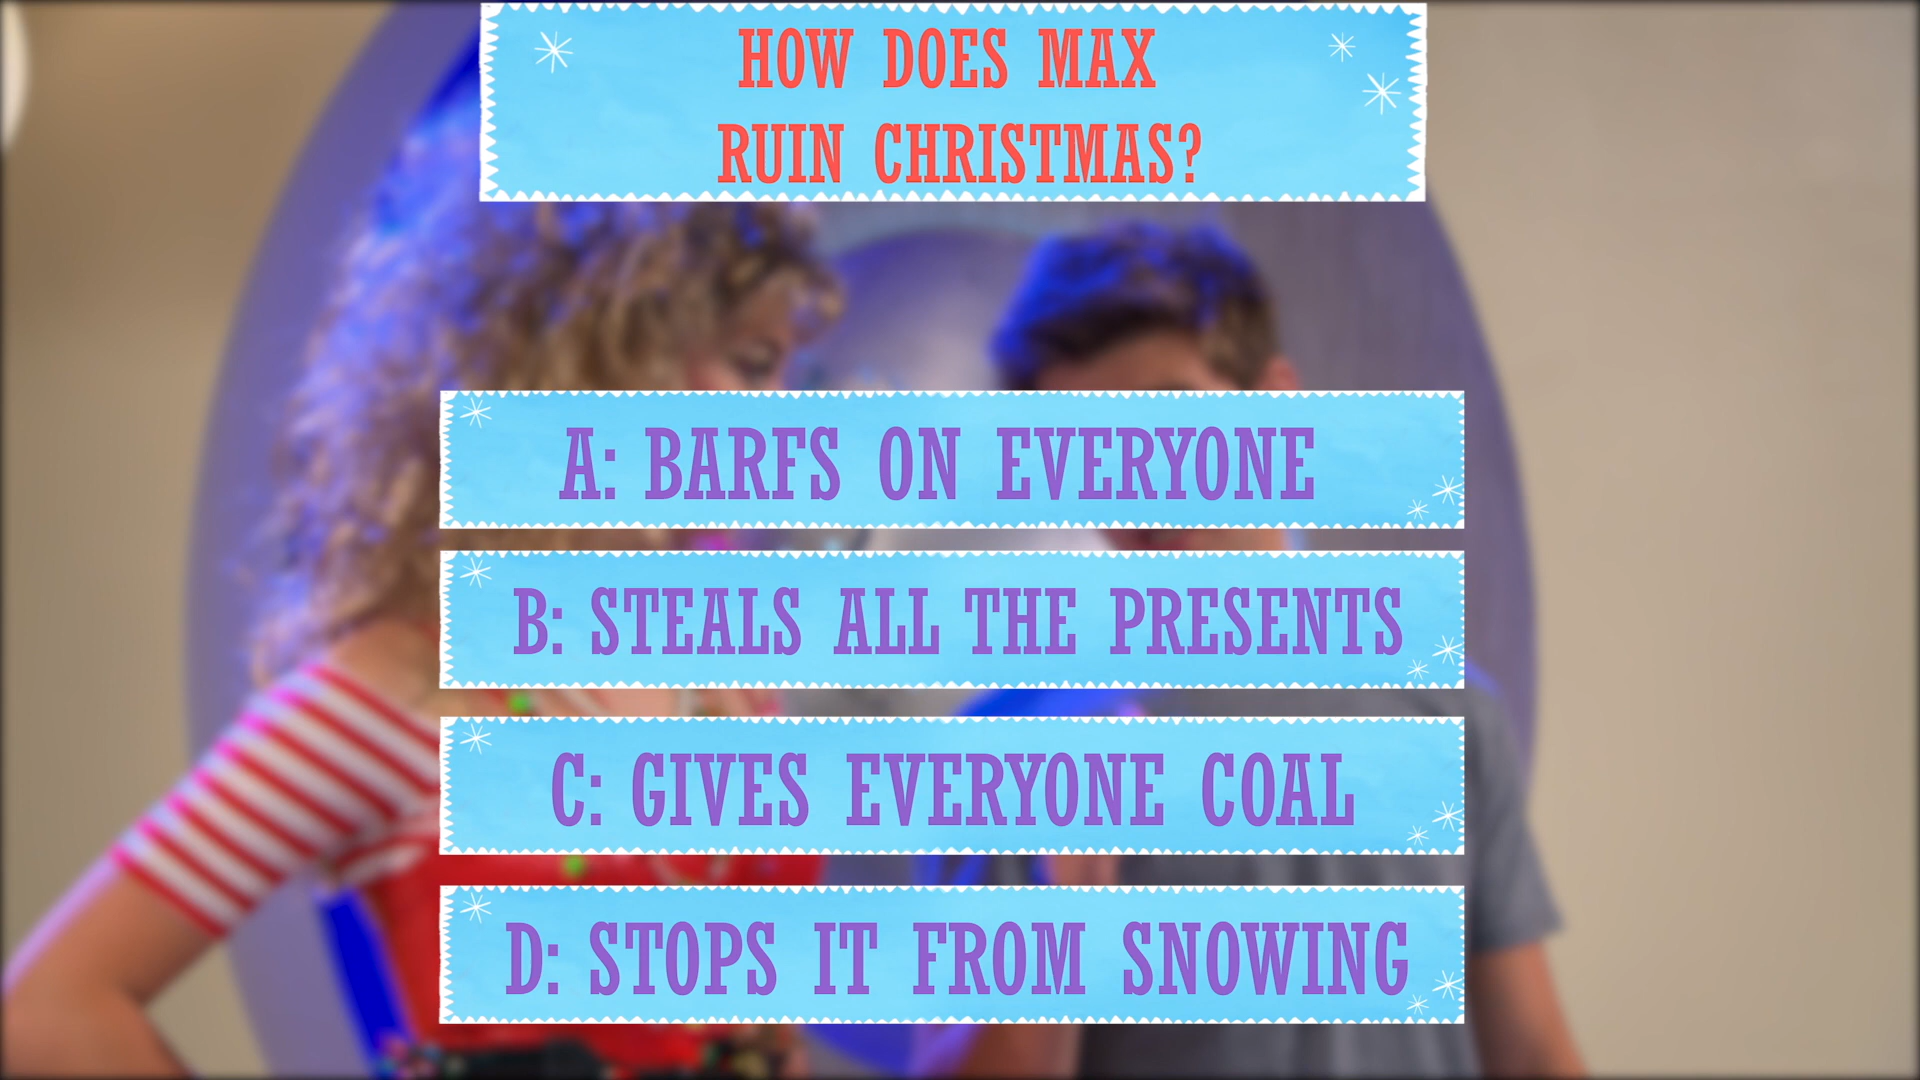 HOW DOES MAX
RUIN CHRISTMAS?
A: BARFS ON EVERYONE
B: STEALS ALL THE PRESENTS
C: GIVES EVERYONE COAL
D: STOPS IT FROM SNOWING